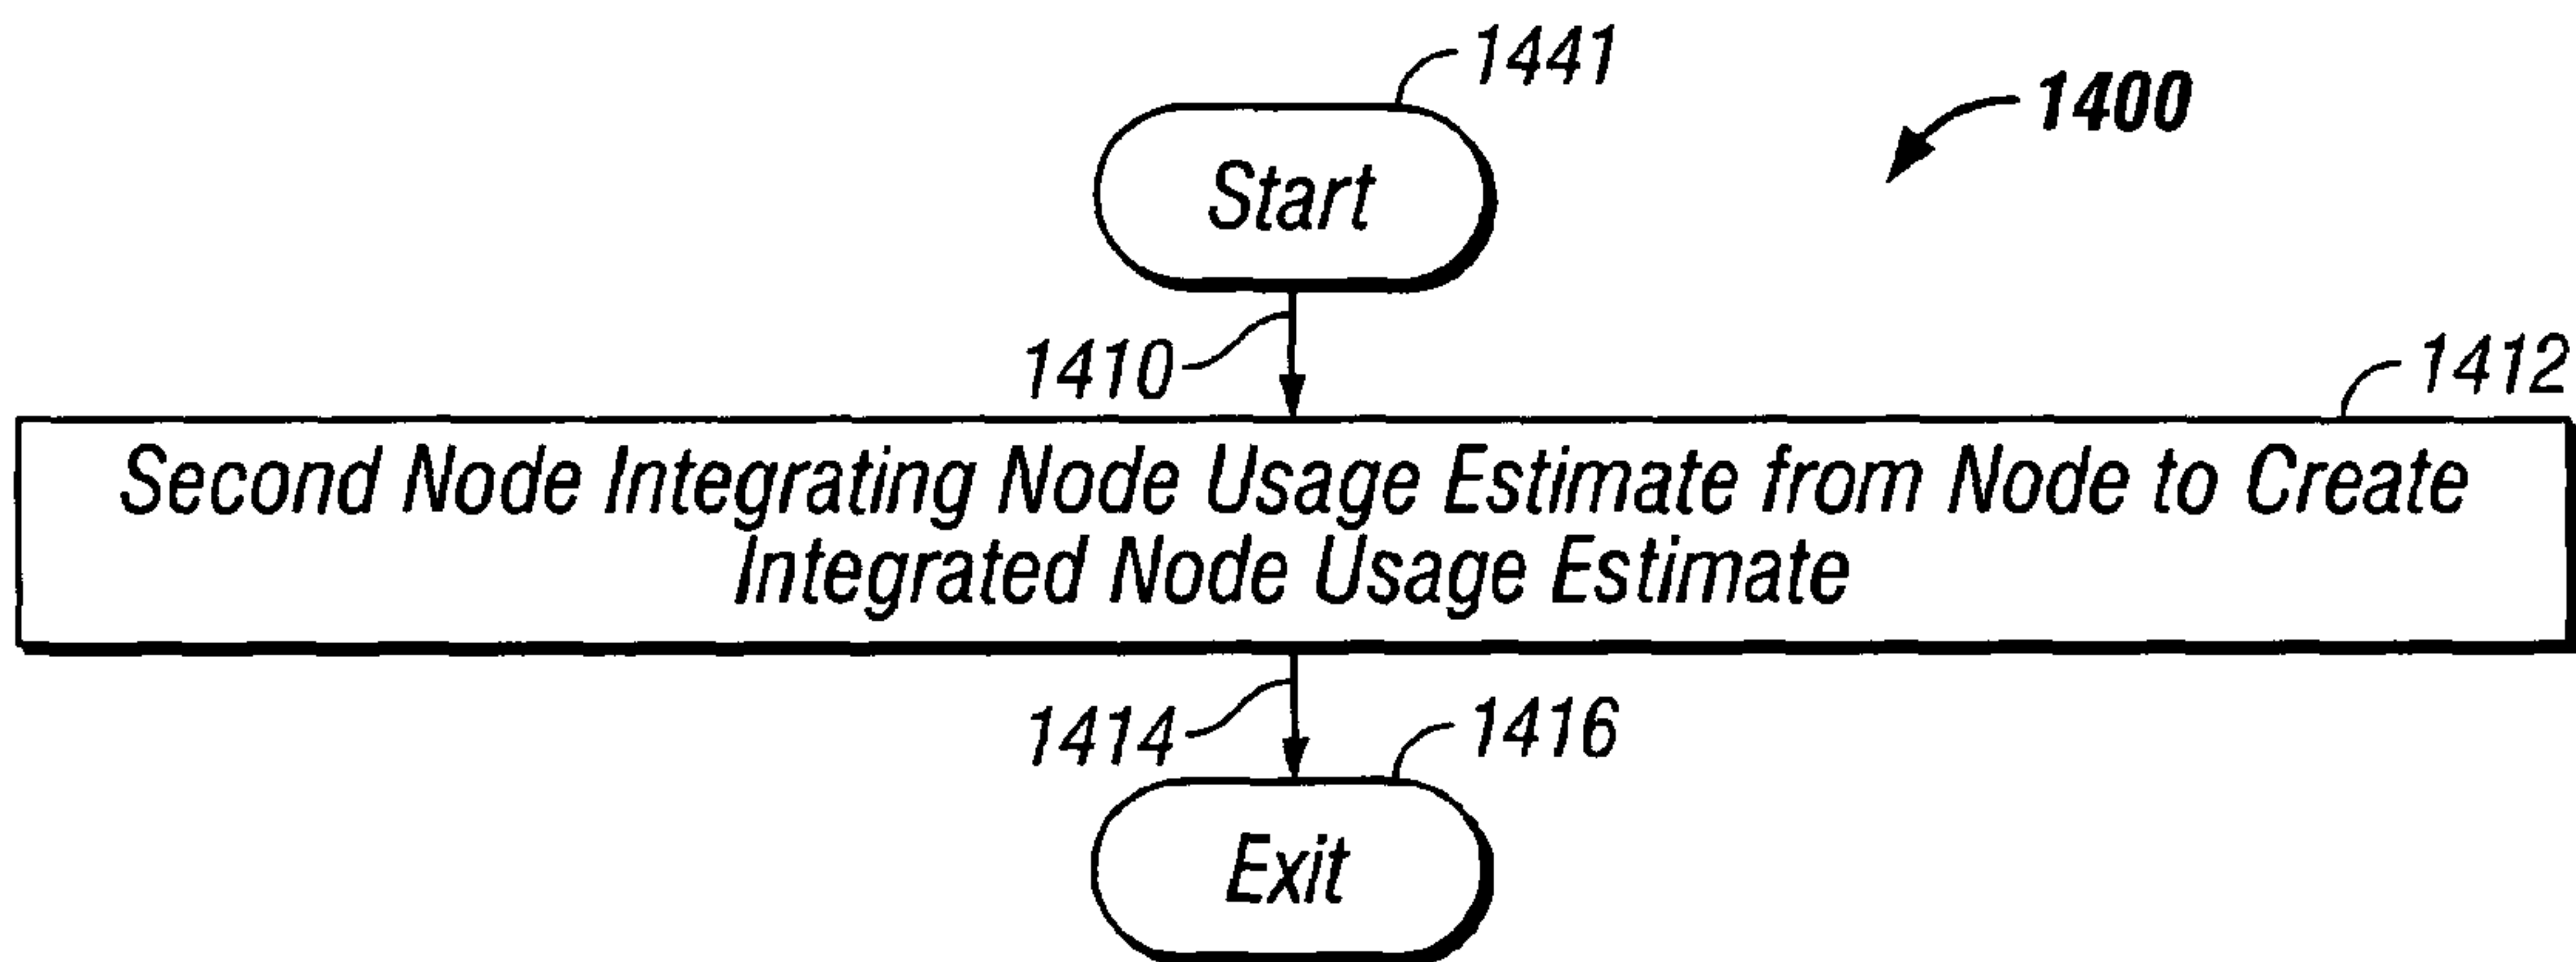 1441
1400
Start
1410
1412
Second Node Integrating Node Usage Estimate from Node to Create
Integrated Node Usage Estimate
1414
1416
Exit